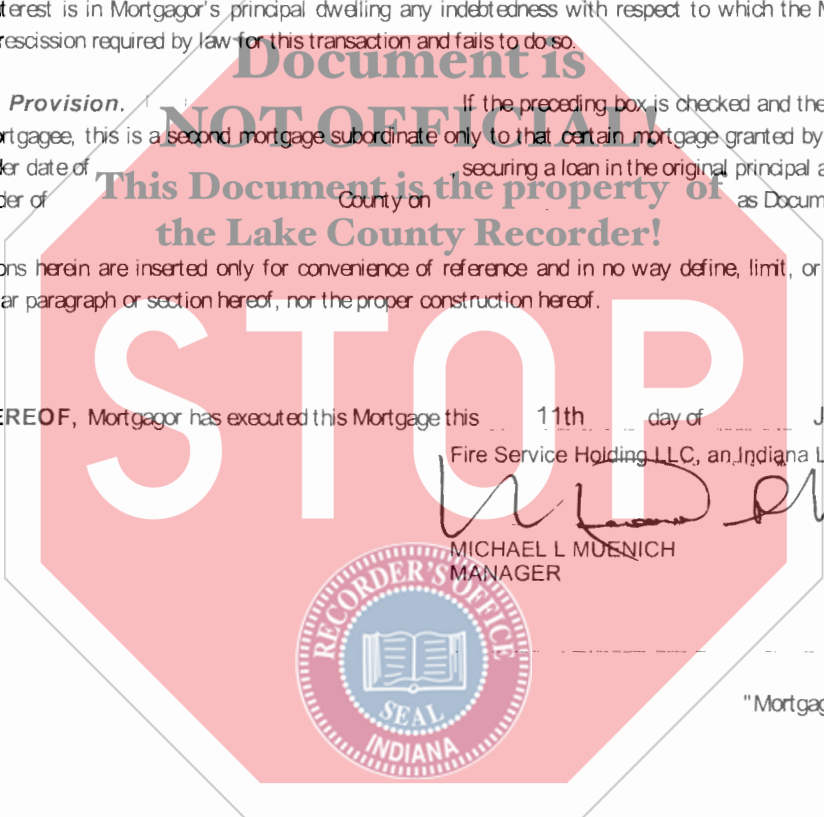 terest is in Mortgagor's principal dwelling any indebtedness with respect to which the
rescission required by law for this transaction and fails to do so.
Document is
Provision. If the preceding box is checked and the
NOT OFFICIAL!
rtgagee, this is a second mortgage subordinate only to that certain mortgage granted by
der date of , securing a loan in the original principal a
This Document is the property of
der of County on as Docum
the Lake County Recorder!
ons herein are inserted only for convenience of reference and in no way define, limit, or
ar paragraph or section hereof, nor the proper construction hereof.
STOP
EREOF, Mortgagor has executed this Mortgage this 11th day of J
Fire Service Holding LLC, an Indiana L
MICHAEL L MUENICH
MANAGER
RECORDER'S OFFICE
SEAL
INDIANA
"Mortgag